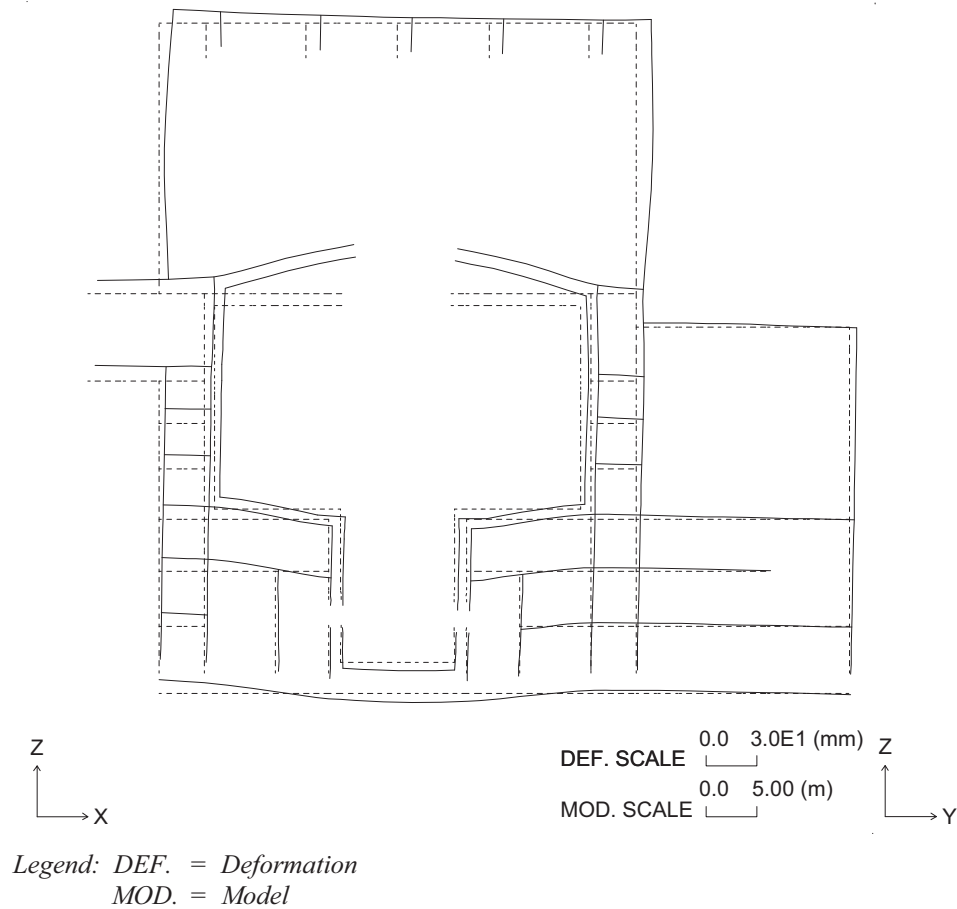 Z
X
DEF. SCALE 0.0 3.0E1 (mm)
MOD. SCALE 0.0 5.00 (m)
Z
Y
Legend: DEF. = Deformation
MOD. = Model